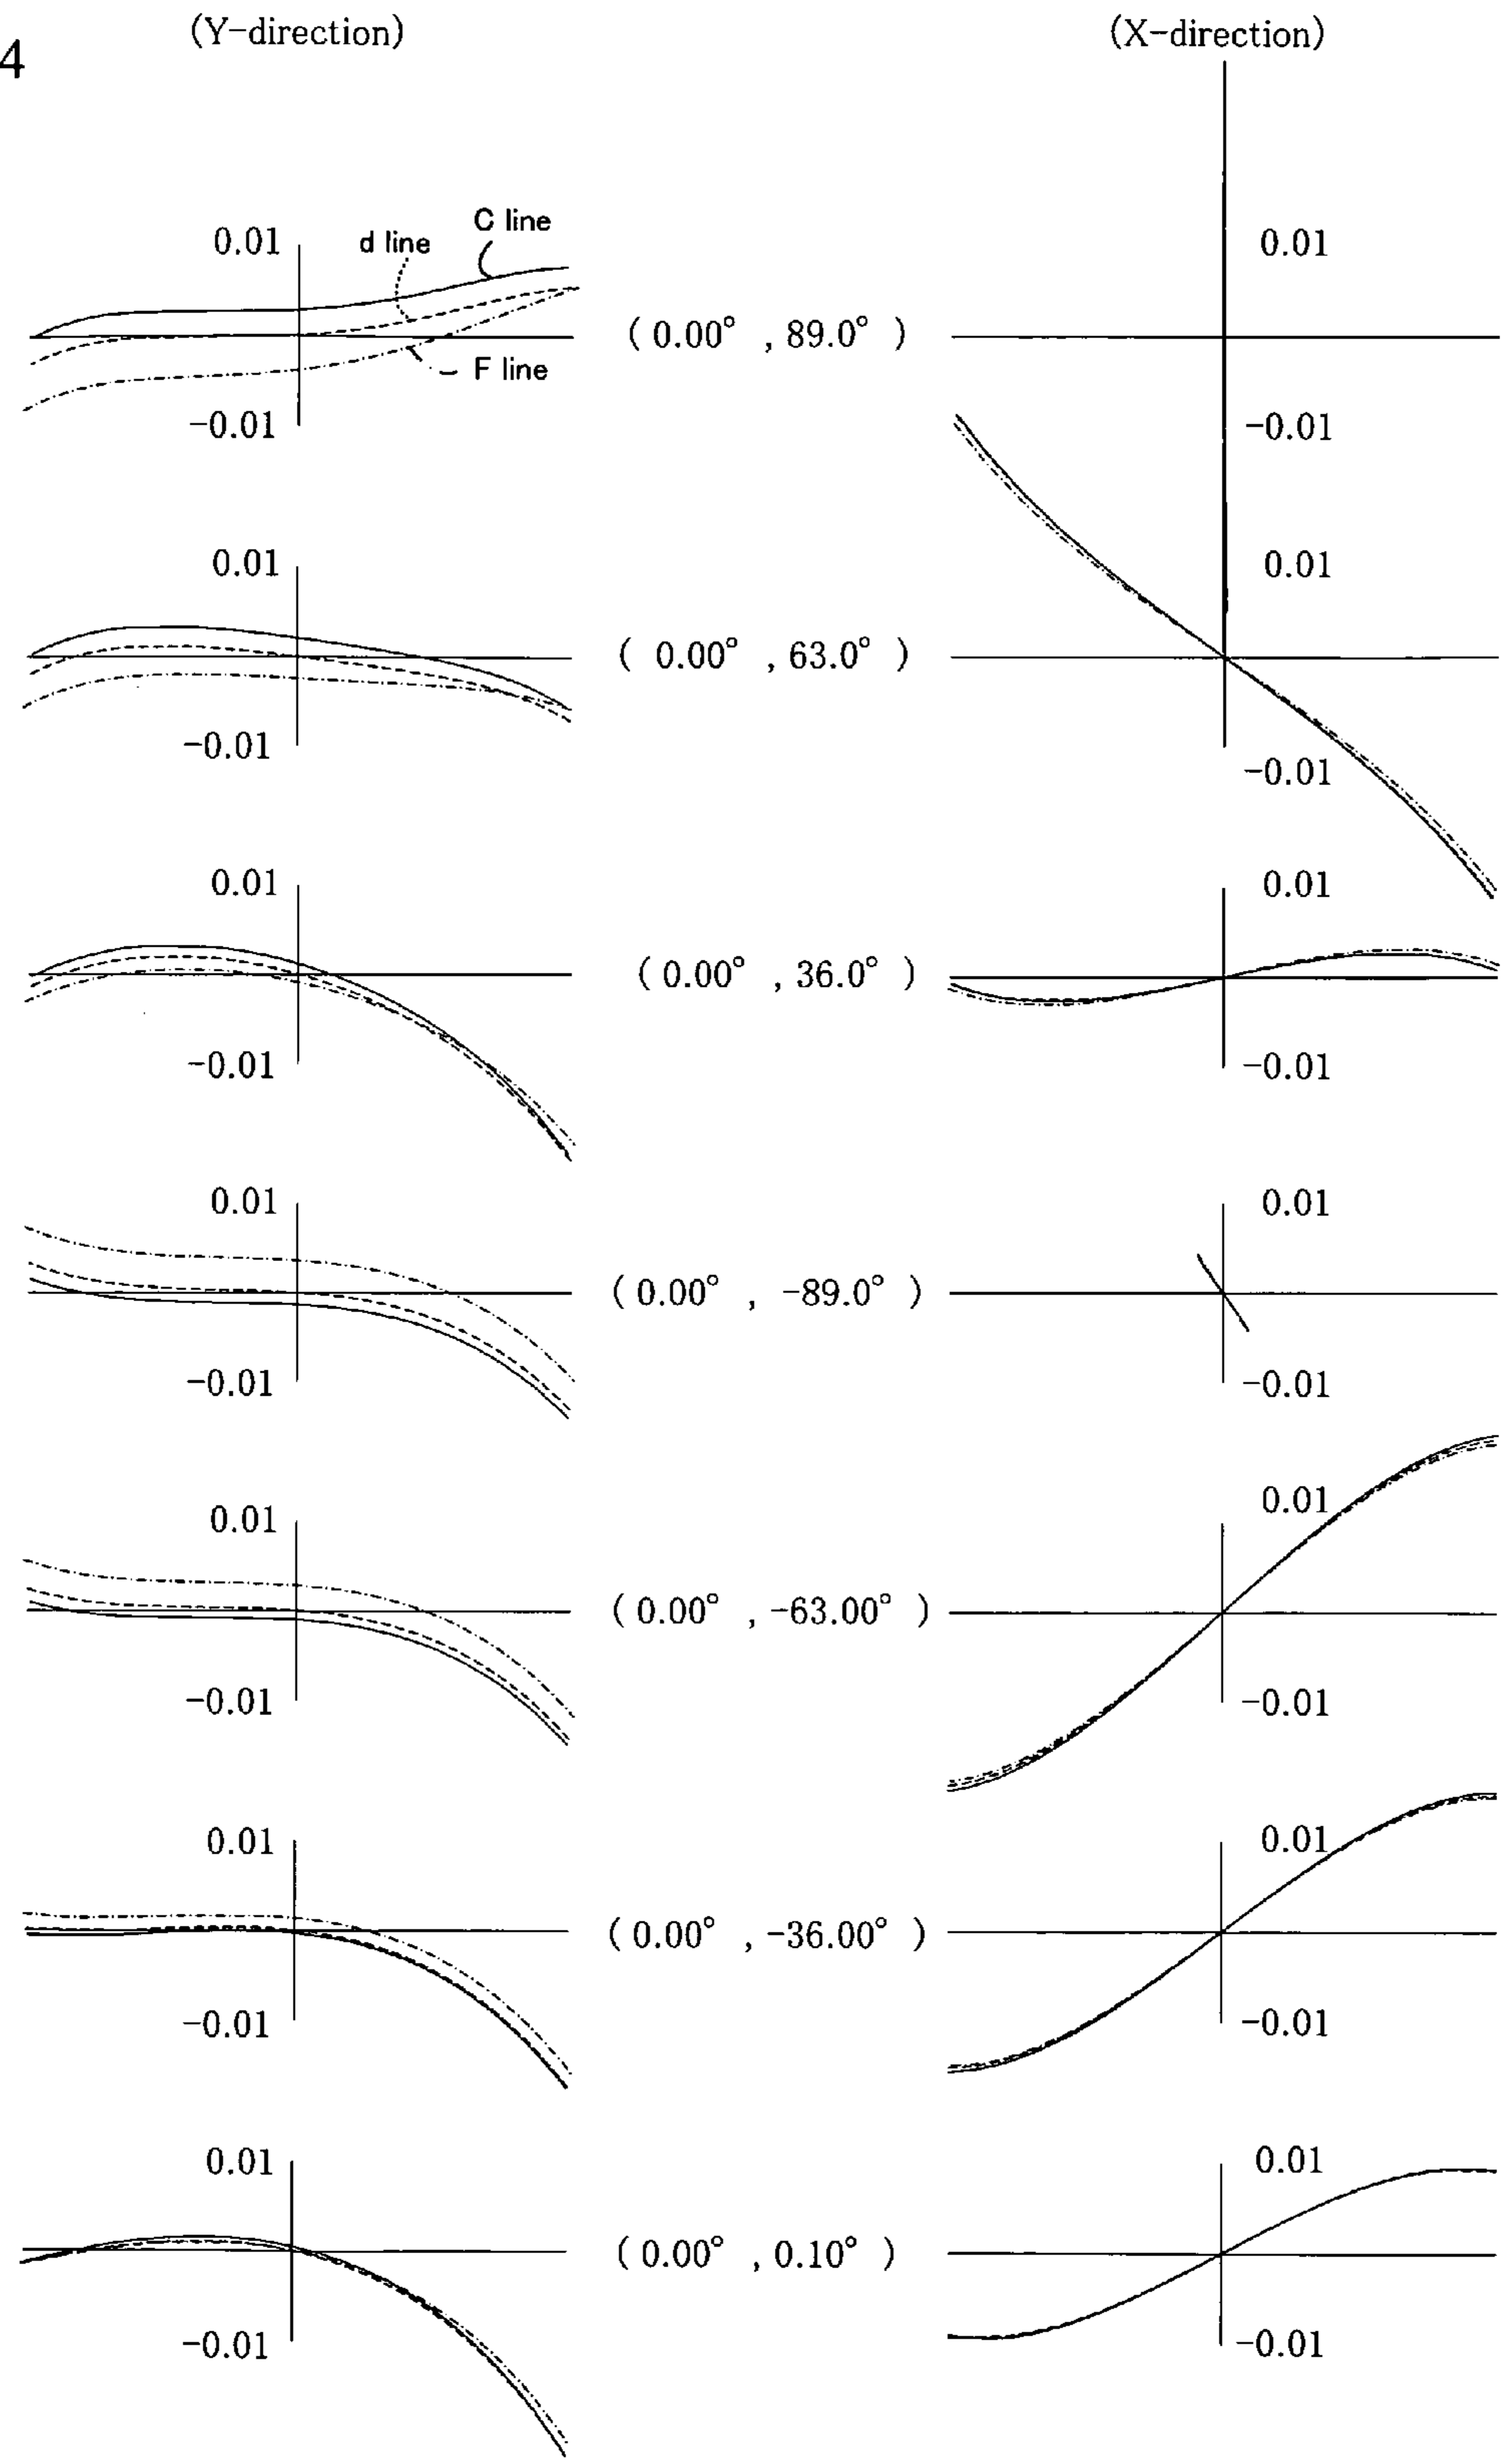 4
(Y-direction) (X-direction)
0.01 d line C line 0.01
(0.00° , 89.0° )
F line
-0.01 -0.01
0.01 0.01
( 0.00° , 63.0° )
-0.01 -0.01
0.01 0.01
(0.00° , 36.0° )
-0.01 -0.01
0.01 0.01
(0.00° , -89.0° )
-0.01 -0.01
0.01 0.01
(0.00° , -63.00° )
-0.01 -0.01
0.01 0.01
(0.00° , -36.00° )
-0.01 -0.01
0.01 0.01
(0.00° , 0.10° )
-0.01 -0.01